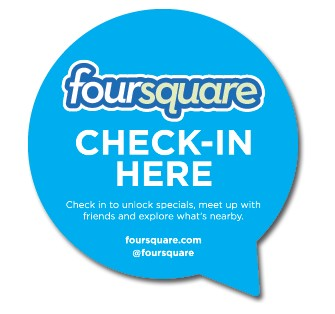 foursquare
CHECK-IN
HERE
Check in to unlock specials, meet up with
friends and explore what's nearby.
foursquare.com
@foursquare